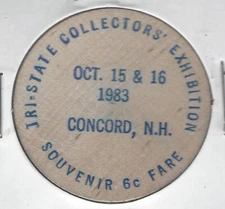 TRI-STATE COLLECTORS' EXHIBITION
OCT. 15 & 16
1983
CONCORD, N.H.
SOUVENIR 6c FARE